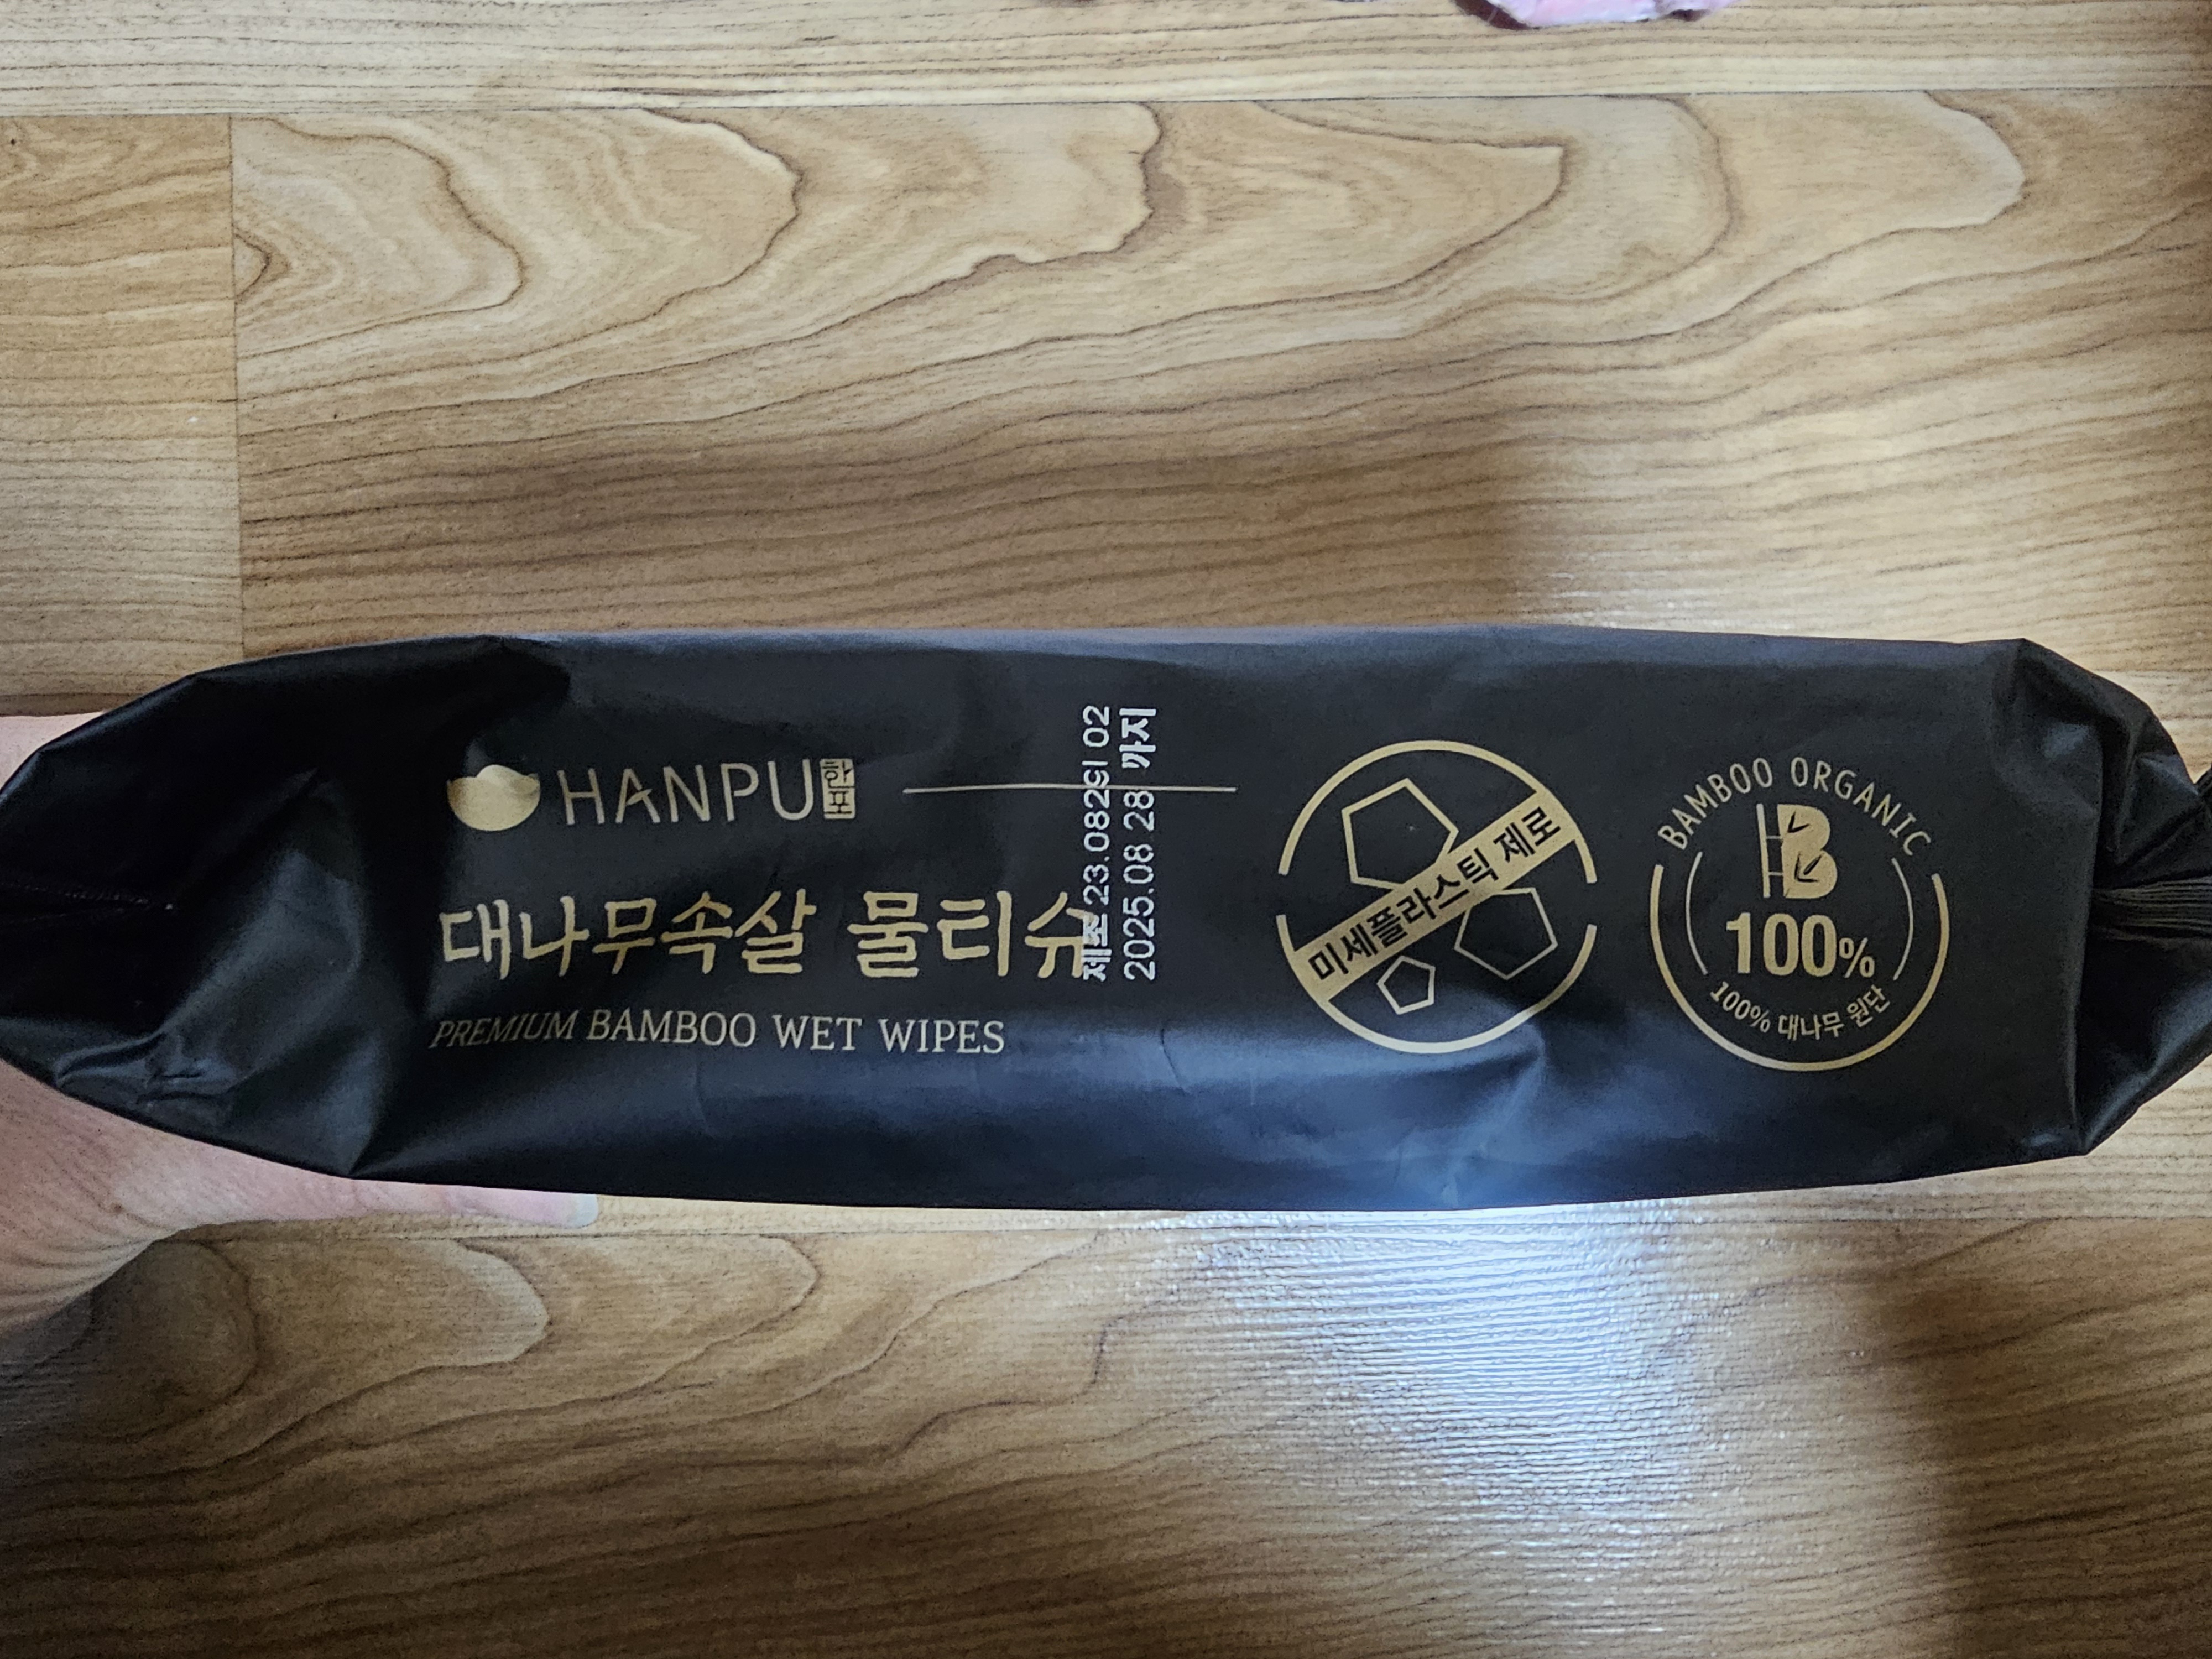 HANPU 한포
대나무속살 물티슈
PREMIUM BAMBOO WET WIPES
제조 23.0829I 02
2025.08 28 까지
미세플라스틱 제로
BAMBOO ORGANIC
B
100%
100% 대나무 원단